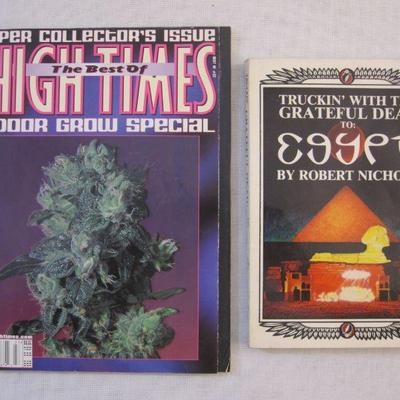 PER COLLECTOR'S ISSUE
The Best Of
HIGH TIMES
DOOR GROW SPECIAL
TRUCKIN' WITH TH
GRATEFUL DEA
TO:
EGYPT
BY ROBERT NICHO